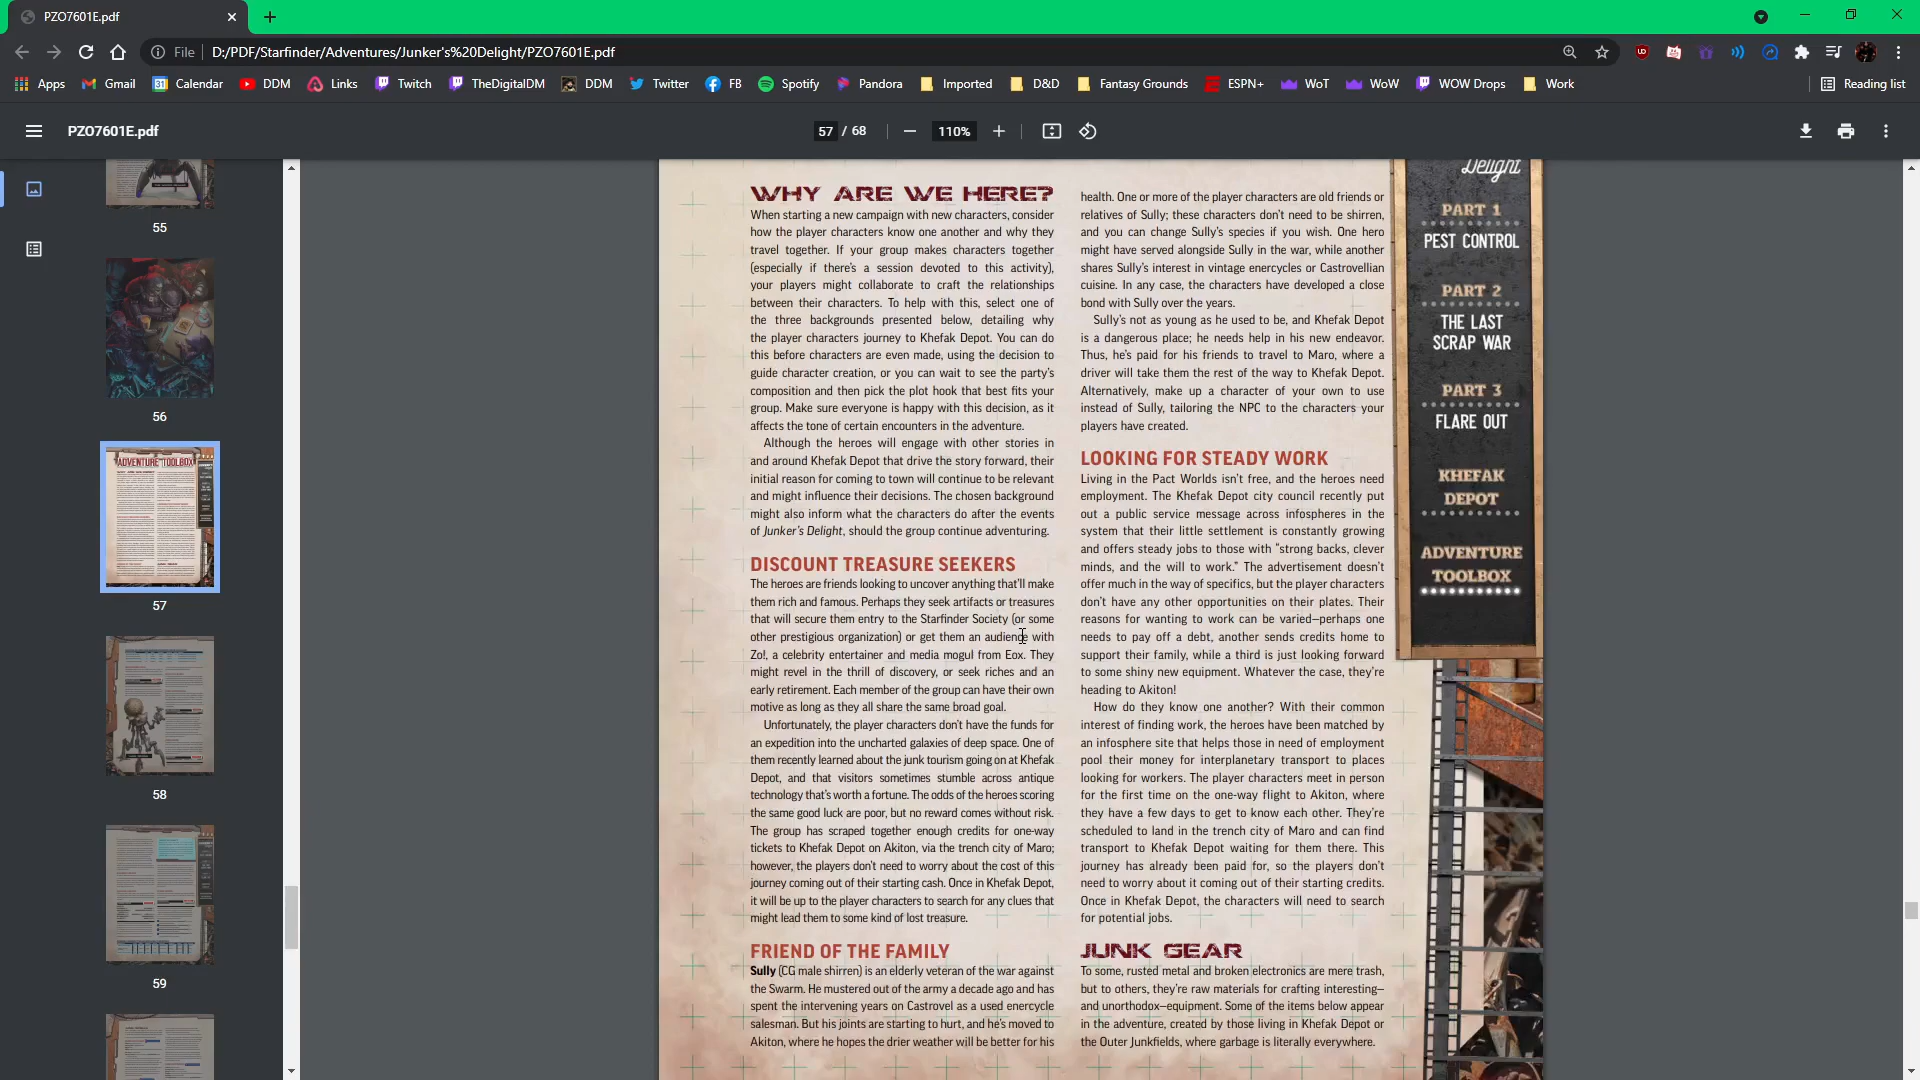 PZO7601E.pdf
File
D:/PDF/Starfinder/Adventures/Junker's%20Delight/PZO7601E.pdf
Apps
Gmail
Calendar
DDM
Links
Twitch
TheDigitalDM
DDM
Twitter
FB
Spotify
Pandora
Imported
D&D
Fantasy Grounds
ESPN+
WoT
WoW
WOW Drops
Work
Reading list
PZO7601E.pdf
57 / 68
110%
55
56
57
58
59
WHY ARE WE HERE?
When starting a new campaign with new characters, consider
how the player characters know one another and why they
travel together. If your group makes characters together
(especially if there's a session devoted to this activity),
your players might collaborate to craft the relationships
between their characters. To help with this, select one of
the three backgrounds presented below, detailing why
the player characters journey to Khefak Depot. You can do
this before characters are even made, using the decision to
guide character creation, or you can wait to see the party's
composition and then pick the plot hook that best fits your
group. Make sure everyone is happy with this decision, as it
affects the tone of certain encounters in the adventure.
Although the heroes will engage with other stories in
and around Khefak Depot that drive the story forward, their
initial reason for coming to town will continue to be relevant
and might influence their decisions. The chosen background
might also inform what the characters do after the events
of Junker's Delight, should the group continue adventuring.
DISCOUNT TREASURE SEEKERS
The heroes are friends looking to uncover anything that'll make
them rich and famous. Perhaps they seek artifacts or treasures
that will secure them entry to the Starfinder Society (or some
other prestigious organization) or get them an audience with
Zo!, a celebrity entertainer and media mogul from Eox. They
might revel in the thrill of discovery, or seek riches and an
early retirement. Each member of the group can have their own
motive as long as they all share the same broad goal.
Unfortunately, the player characters don't have the funds for
an expedition into the uncharted galaxies of deep space. One of
them recently learned about the junk tourism going on at Khefak
Depot, and that visitors sometimes stumble across antique
technology that's worth a fortune. The odds of the heroes scoring
the same good luck are poor, but no reward comes without risk.
The group has scraped together enough credits for one-way
tickets to Khefak Depot on Akiton, via the trench city of Maro;
however, the players don't need to worry about the cost of this
journey coming out of their starting cash. Once in Khefak Depot,
it will be up to the player characters to search for any clues that
might lead them to some kind of lost treasure.
FRIEND OF THE FAMILY
Sully (CG male shirren) is an elderly veteran of the war against
the Swarm. He mustered out of the army a decade ago and has
spent the intervening years on Castrovel as a used enercycle
salesman. But his joints are starting to hurt, and he's moved to
Akiton, where he hopes the drier weather will be better for his
health. One or more of the player characters are old friends or
relatives of Sully; these characters don't need to be shirren,
and you can change Sully's species if you wish. One hero
might have served alongside Sully in the war, while another
shares Sully's interest in vintage enercycles or Castrovellian
cuisine. In any case, the characters have developed a close
bond with Sully over the years.
Sully's not as young as he used to be, and Khefak Depot
is a dangerous place; he needs help in his new endeavor.
Thus, he's paid for his friends to travel to Maro, where a
driver will take them the rest of the way to Khefak Depot.
Alternatively, make up a character of your own to use
instead of Sully, tailoring the NPC to the characters your
players have created.
LOOKING FOR STEADY WORK
Living in the Pact Worlds isn't free, and the heroes need
employment. The Khefak Depot city council recently put
out a public service message across infospheres in the
system that their little settlement is constantly growing
and offers steady jobs to those with "strong backs, clever
minds, and the will to work." The advertisement doesn't
offer much in the way of specifics, but the player characters
don't have any other opportunities on their plates. Their
reasons for wanting to work can be varied—perhaps one
needs to pay off a debt, another sends credits home to
support their family, while a third is just looking forward
to some shiny new equipment. Whatever the case, they're
heading to Akiton!
How do they know one another? With their common
interest of finding work, the heroes have been matched by
an infosphere site that helps those in need of employment
pool their money for interplanetary transport to places
looking for workers. The player characters meet in person
for the first time on the one-way flight to Akiton, where
they have a few days to get to know each other. They're
scheduled to land in the trench city of Maro and can find
transport to Khefak Depot waiting for them there. This
journey has already been paid for, so the players don't
need to worry about it coming out of their starting credits.
Once in Khefak Depot, the characters will need to search
for potential jobs.
JUNK GEAR
To some, rusted metal and broken electronics are mere trash,
but to others, they're raw materials for crafting interesting—
and unorthodox—equipment. Some of the items below appear
in the adventure, created by those living in Khefak Depot or
the Outer Junkfields, where garbage is literally everywhere.
Delight
PART 1
PEST CONTROL
PART 2
THE LAST
SCRAP WAR
PART 3
FLARE OUT
KHEFAK
DEPOT
ADVENTURE
TOOLBOX
ADVENTURE TOOLBOX